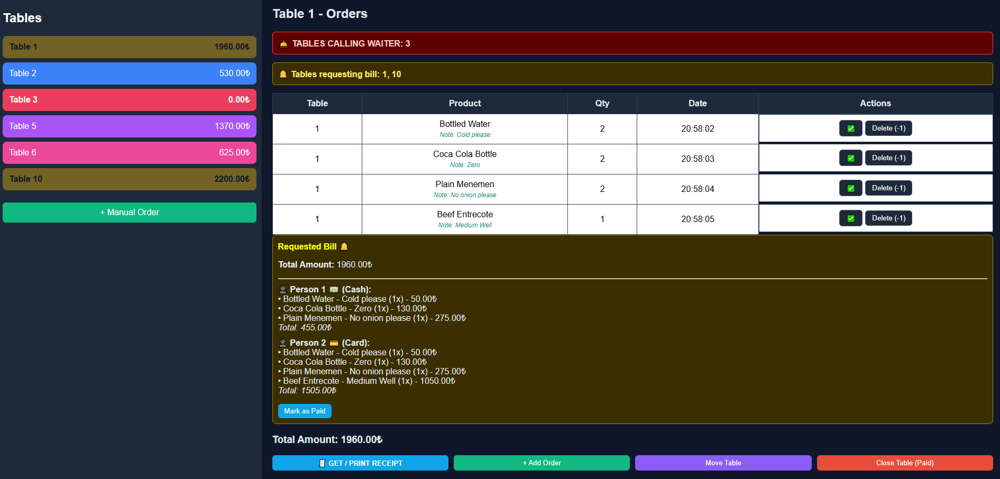 Tables
Table 1 1960.00₺
Table 2 530.00₺
Table 3 0.00₺
Table 5 1370.00₺
Table 6 625.00₺
Table 10 2200.00₺
+ Manual Order
Table 1 - Orders
TABLES CALLING WAITER: 3
Tables requesting bill: 1, 10
Table Product Qty Date Actions
1 Bottled Water 2 20:58:02 Delete (-1)
Note: Cold please
1 Coca Cola Bottle 2 20:58:03 Delete (-1)
Note: Zero
1 Plain Menemen 2 20:58:04 Delete (-1)
Note: No onion please
1 Beef Entrecote 1 20:58:05 Delete (-1)
Note: Medium Well
Requested Bill
Total Amount: 1960.00₺
Person 1 (Cash):
• Bottled Water - Cold please (1x) - 50.00₺
• Coca Cola Bottle - Zero (1x) - 130.00₺
• Plain Menemen - No onion please (1x) - 275.00₺
Total: 455.00₺
Person 2 (Card):
• Bottled Water - Cold please (1x) - 50.00₺
• Coca Cola Bottle - Zero (1x) - 130.00₺
• Plain Menemen - No onion please (1x) - 275.00₺
• Beef Entrecote - Medium Well (1x) - 1050.00₺
Total: 1505.00₺
Mark as Paid
Total Amount: 1960.00₺
GET / PRINT RECEIPT
+ Add Order
Move Table
Close Table (Paid)